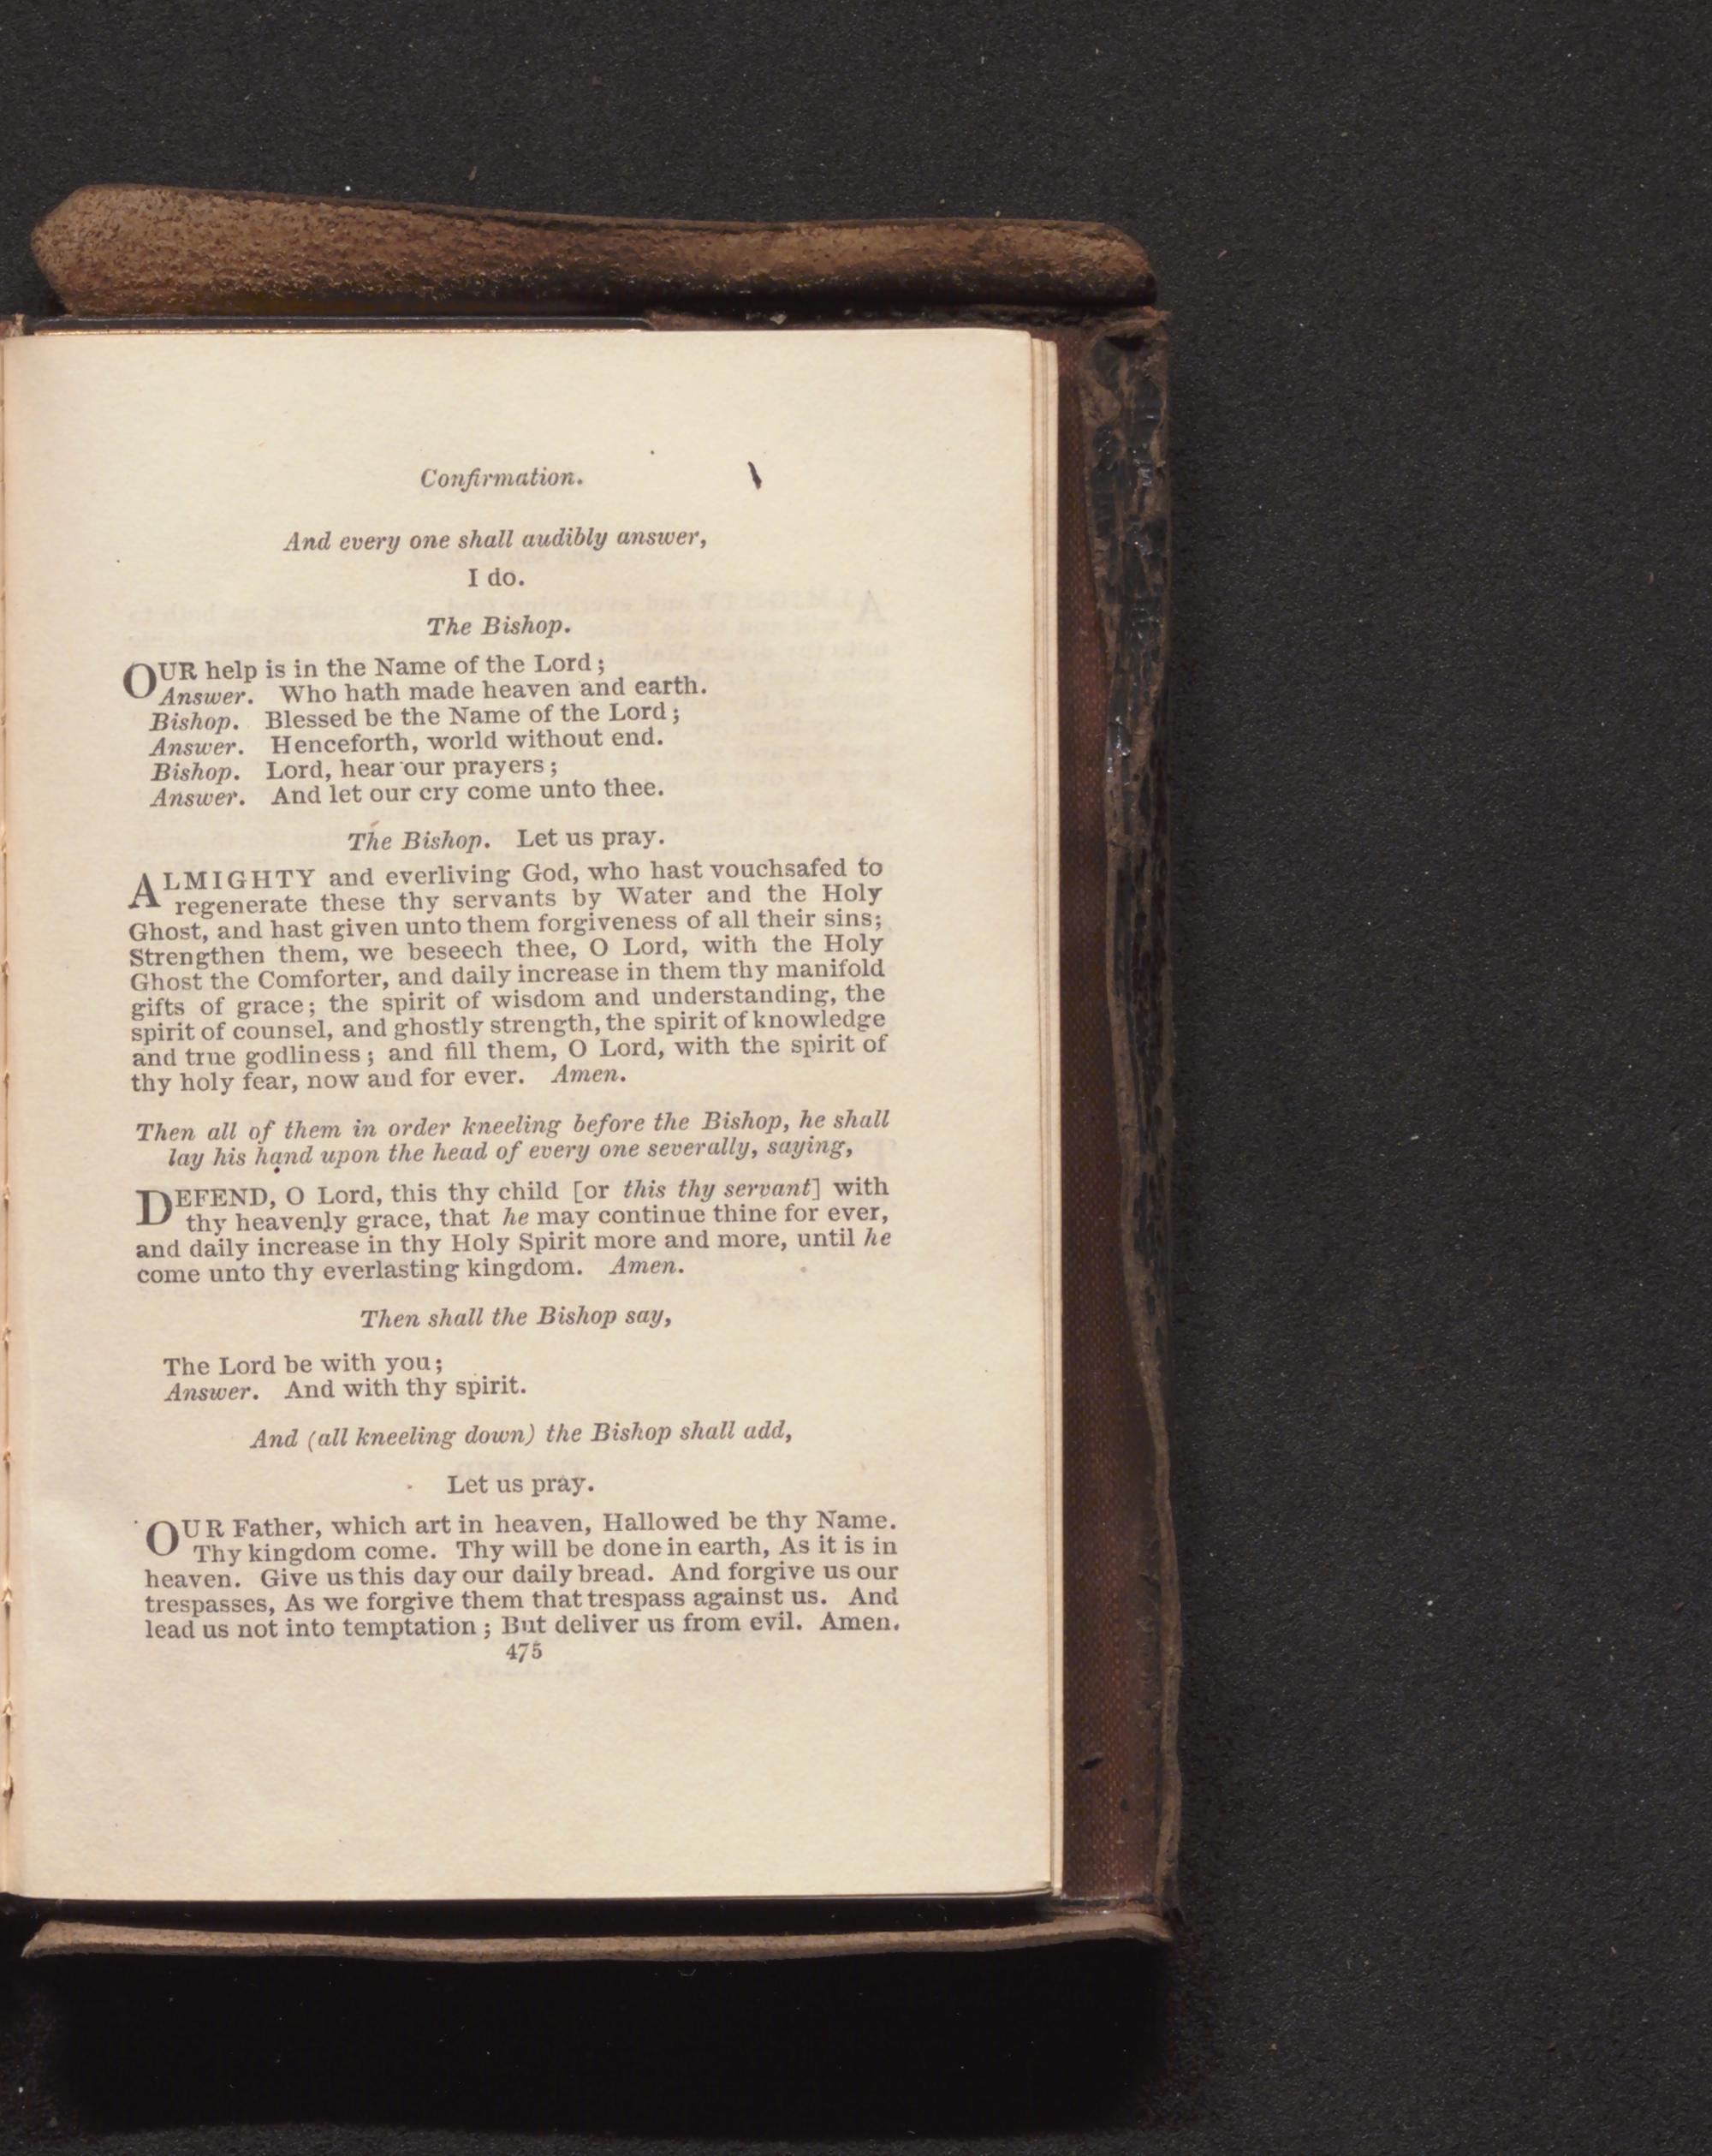 Confirmation.
And every one shall audibly answer,
I do.
The Bishop.
OUR help is in the Name of the Lord;
Answer. Who hath made heaven and earth.
Bishop. Blessed be the Name of the Lord;
Answer. Henceforth, world without end.
Bishop. Lord, hear our prayers;
Answer. And let our cry come unto thee.
The Bishop. Let us pray.
ALMIGHTY and everliving God, who hast vouchsafed to
regenerate these thy servants by Water and the Holy
Ghost, and hast given unto them forgiveness of all their sins;
Strengthen them, we beseech thee, O Lord, with the Holy
Ghost the Comforter, and daily increase in them thy manifold
gifts of grace; the spirit of wisdom and understanding, the
spirit of counsel, and ghostly strength, the spirit of knowledge
and true godliness; and fill them, O Lord, with the spirit of
thy holy fear, now and for ever. Amen.
Then all of them in order kneeling before the Bishop, he shall
lay his hand upon the head of every one severally, saying,
DEFEND, O Lord, this thy child [or this thy servant] with
thy heavenly grace, that he may continue thine for ever,
and daily increase in thy Holy Spirit more and more, until he
come unto thy everlasting kingdom. Amen.
Then shall the Bishop say,
The Lord be with you;
Answer. And with thy spirit.
And (all kneeling down) the Bishop shall add,
Let us pray.
OUR Father, which art in heaven, Hallowed be thy Name.
Thy kingdom come. Thy will be done in earth, As it is in
heaven. Give us this day our daily bread. And forgive us our
trespasses, As we forgive them that trespass against us. And
lead us not into temptation; But deliver us from evil. Amen.
475